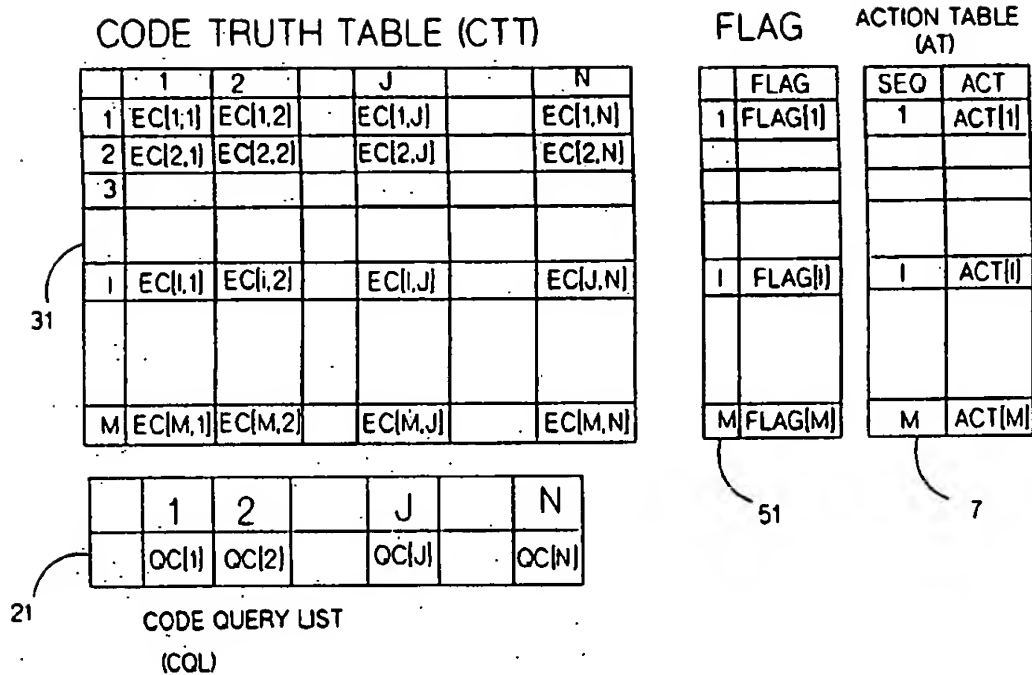 CODE TRUTH TABLE (CTT)
FLAG
ACTION TABLE
(AT)
1 2 J N
1 EC[1,1] EC[1,2] EC[1,J] EC[1,N]
2 EC[2,1] EC[2,2] EC[2,J] EC[2,N]
3
I EC[I,1] EC[i,2] EC[I,J] EC[J,N]
M EC[M,1] EC[M,2] EC[M,J] EC[M,N]
31
FLAG
1 FLAG[1]
I FLAG[I]
M FLAG[M]
51
SEQ ACT
1 ACT[1]
I ACT[I]
M ACT[M]
7
1 2 J N
QC[1] QC[2] QC[J] QC[N]
21
CODE QUERY LIST
(CQL)